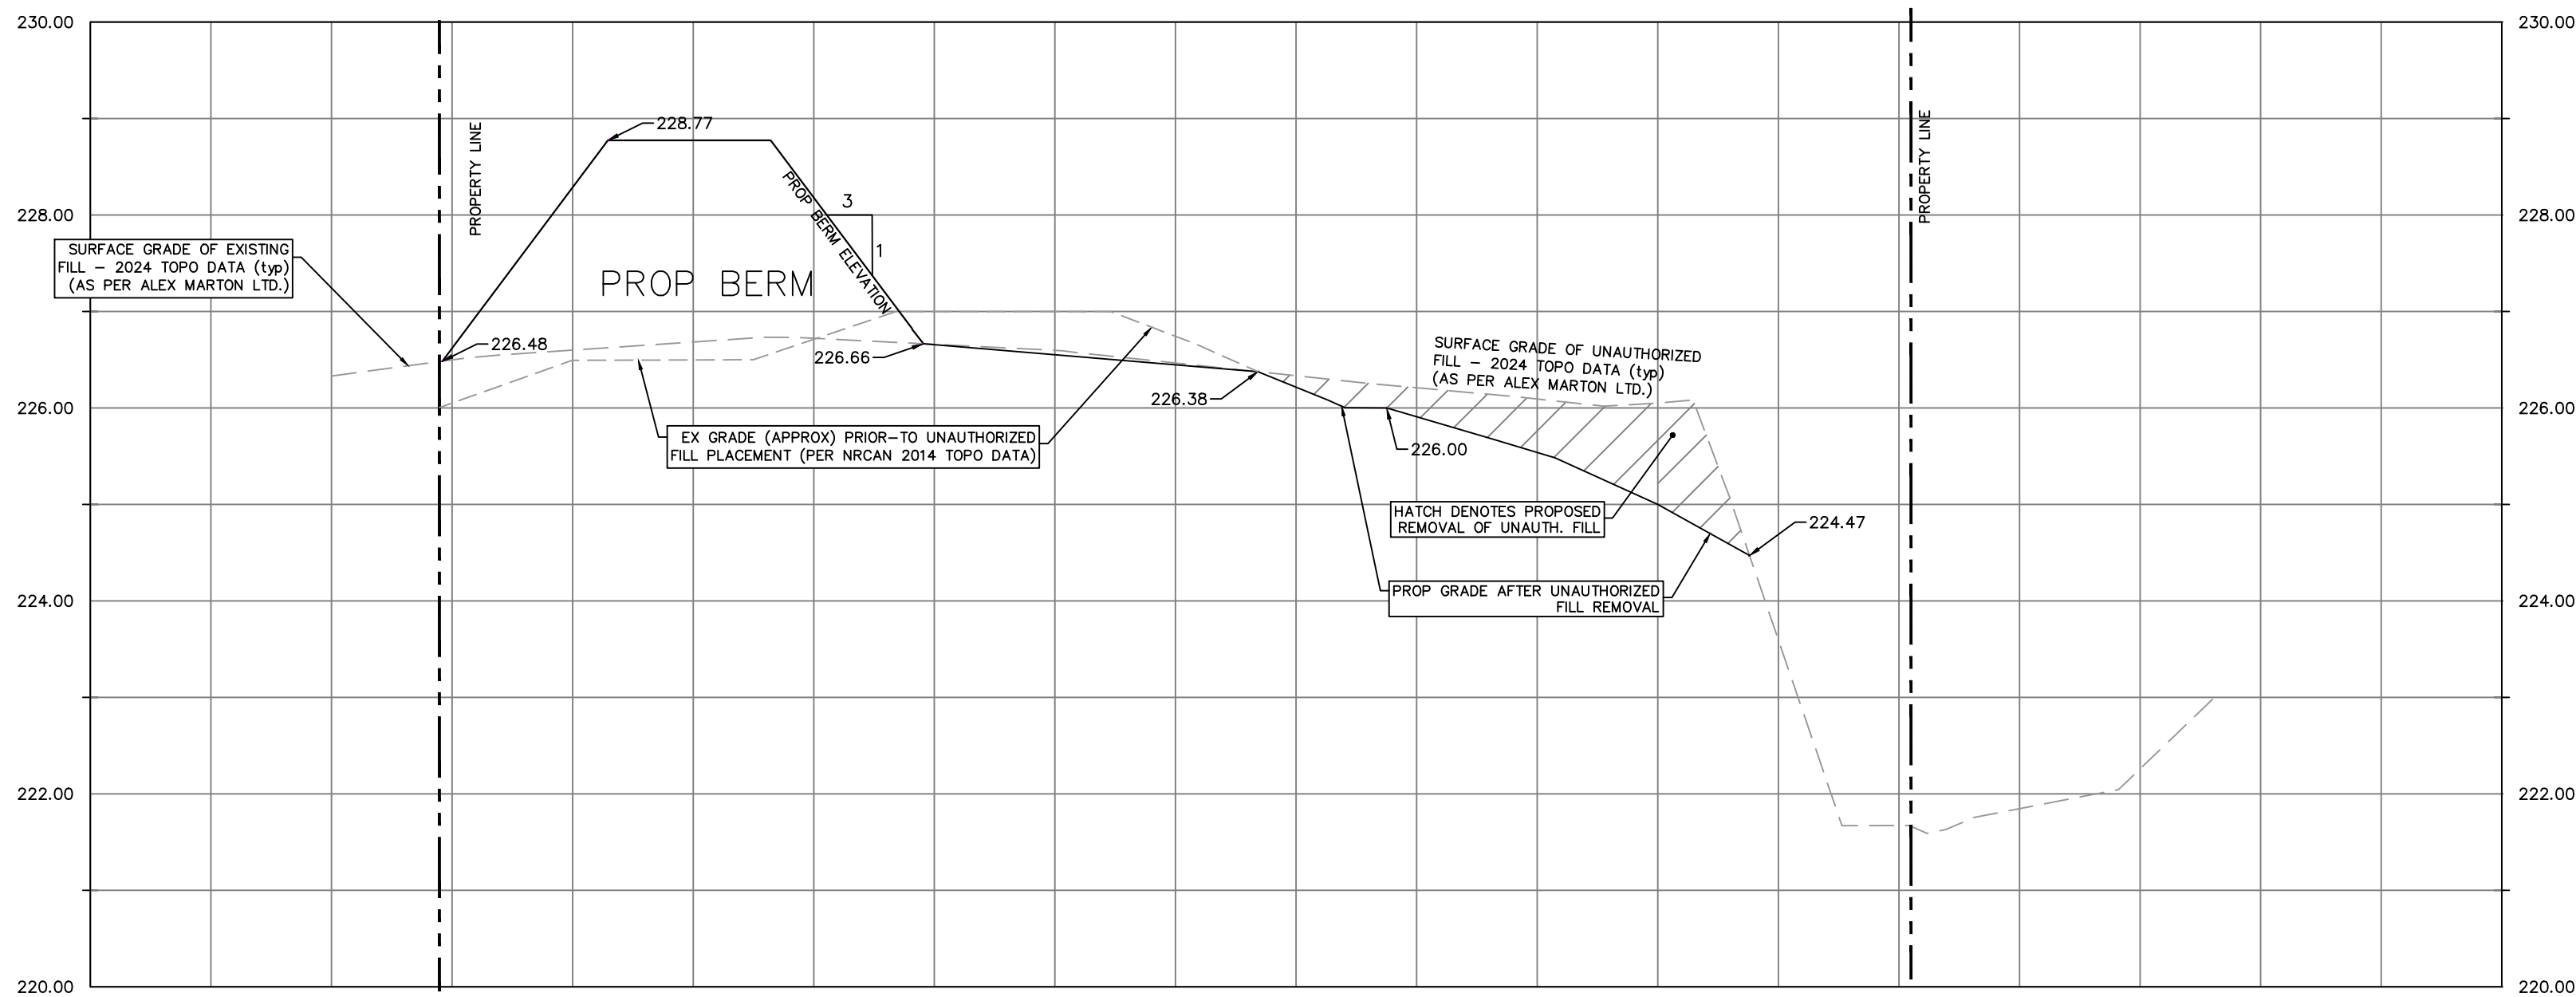 230.00
230.00
228.77
PROPERTY LINE
PROPERTY LINE
PROP BERM ELEVATION
3
1
228.00
228.00
SURFACE GRADE OF EXISTING
FILL - 2024 TOPO DATA (typ)
(AS PER ALEX MARTON LTD.)
PROP BERM
226.48
226.66
226.38
SURFACE GRADE OF UNAUTHORIZED
FILL - 2024 TOPO DATA (typ)
(AS PER ALEX MARTON LTD.)
226.00
226.00
EX GRADE (APPROX) PRIOR-TO UNAUTHORIZED
FILL PLACEMENT (PER NRCAN 2014 TOPO DATA)
226.00
HATCH DENOTES PROPOSED
REMOVAL OF UNAUTH. FILL
224.47
PROP GRADE AFTER UNAUTHORIZED
FILL REMOVAL
224.00
224.00
222.00
222.00
220.00
220.00